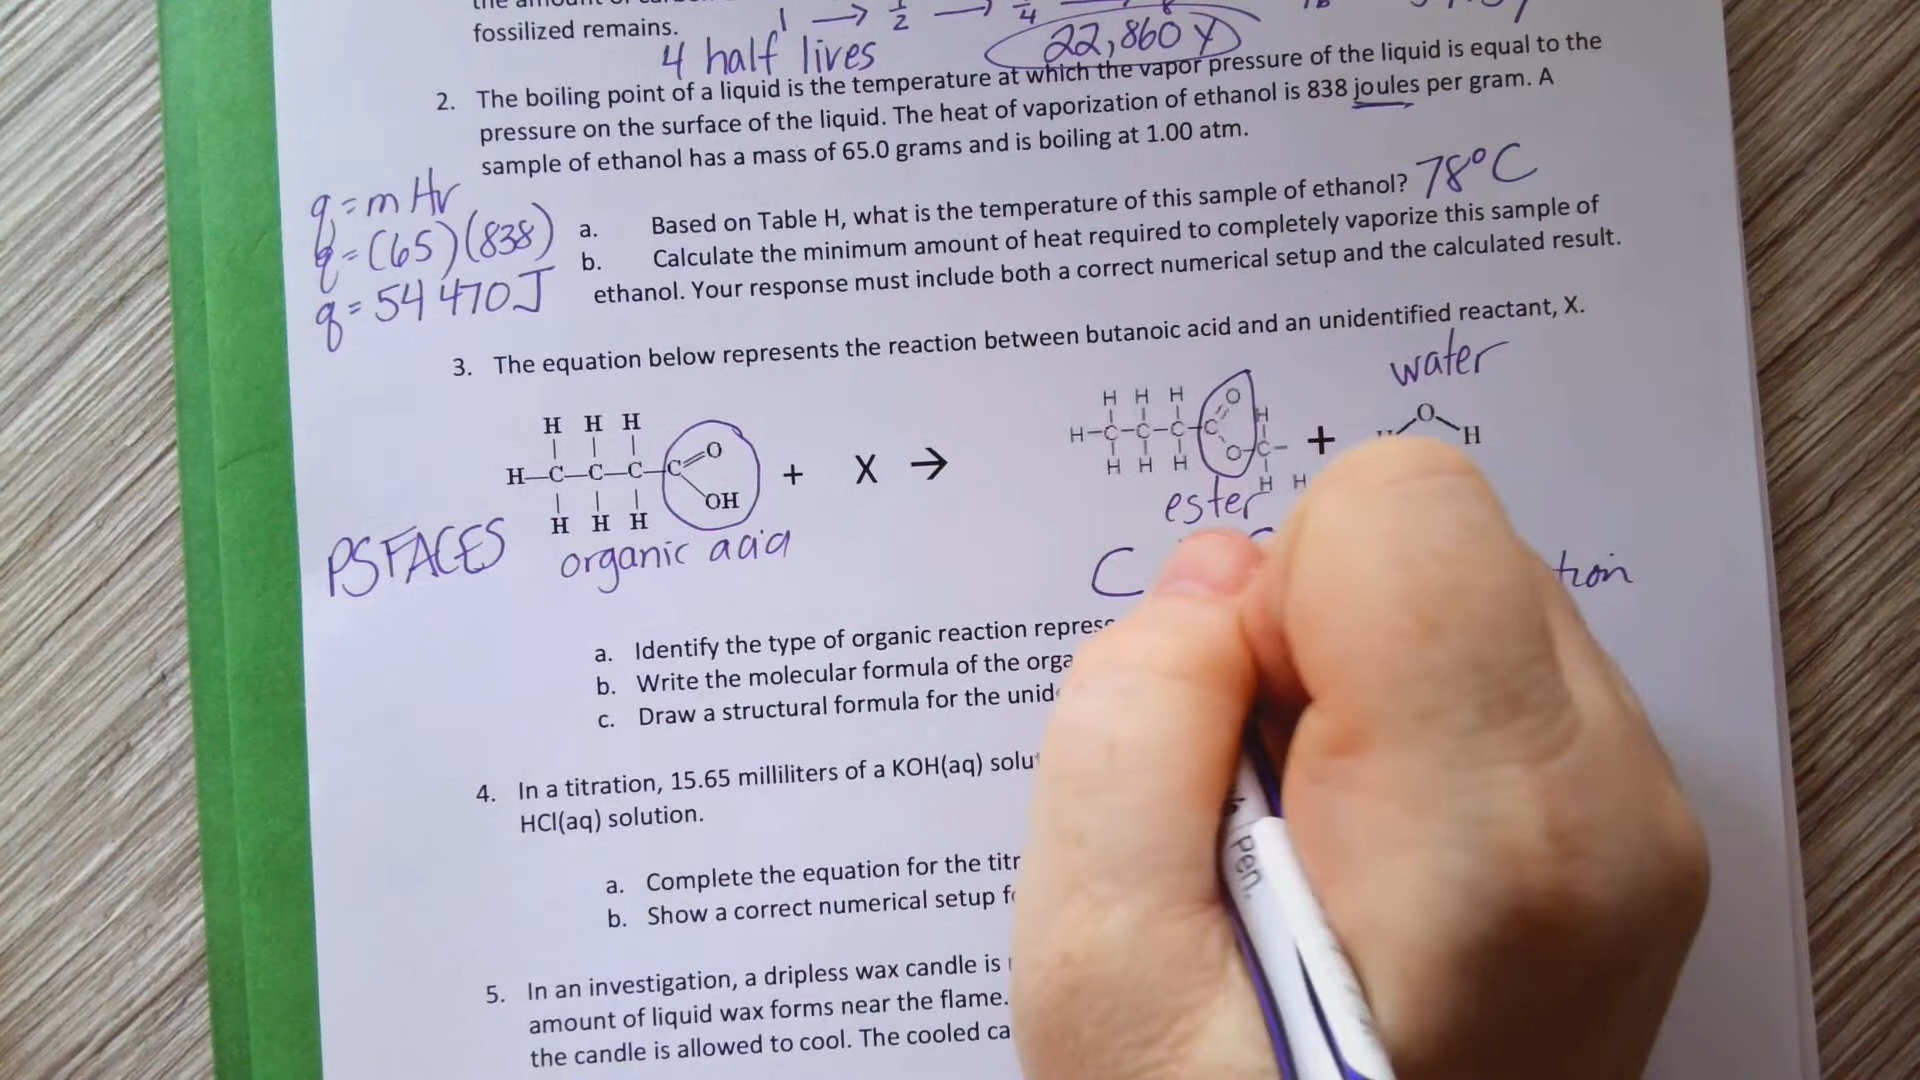 fossilized remains.
4 half lives
1 → 1/2 → 1/4
22,860 y
2. The boiling point of a liquid is the temperature at which the vapor pressure of the liquid is equal to the
pressure on the surface of the liquid. The heat of vaporization of ethanol is 838 joules per gram. A
sample of ethanol has a mass of 65.0 grams and is boiling at 1.00 atm.
q = m Hv
q = (65)(838)
q = 54 470 J
a. Based on Table H, what is the temperature of this sample of ethanol? 78°C
b. Calculate the minimum amount of heat required to completely vaporize this sample of
ethanol. Your response must include both a correct numerical setup and the calculated result.
3. The equation below represents the reaction between butanoic acid and an unidentified reactant, X.
water
H H H
H-C-C-C-C=O
OH
H H H
+ X →
H H H O H
H-C-C-C-C
O-C-
H H H H H
+
O
H
ester
PSFACES
organic acid
C
tion
a. Identify the type of organic reaction
b. Write the molecular formula of the
c. Draw a structural formula for the
4. In a titration, 15.65 milliliters of a KOH(aq)
HCl(aq) solution.
a. Complete the equation for the
b. Show a correct numerical setup
5. In an investigation, a dripless wax candle is
amount of liquid wax forms near the flame.
the candle is allowed to cool. The cooled
Pen.